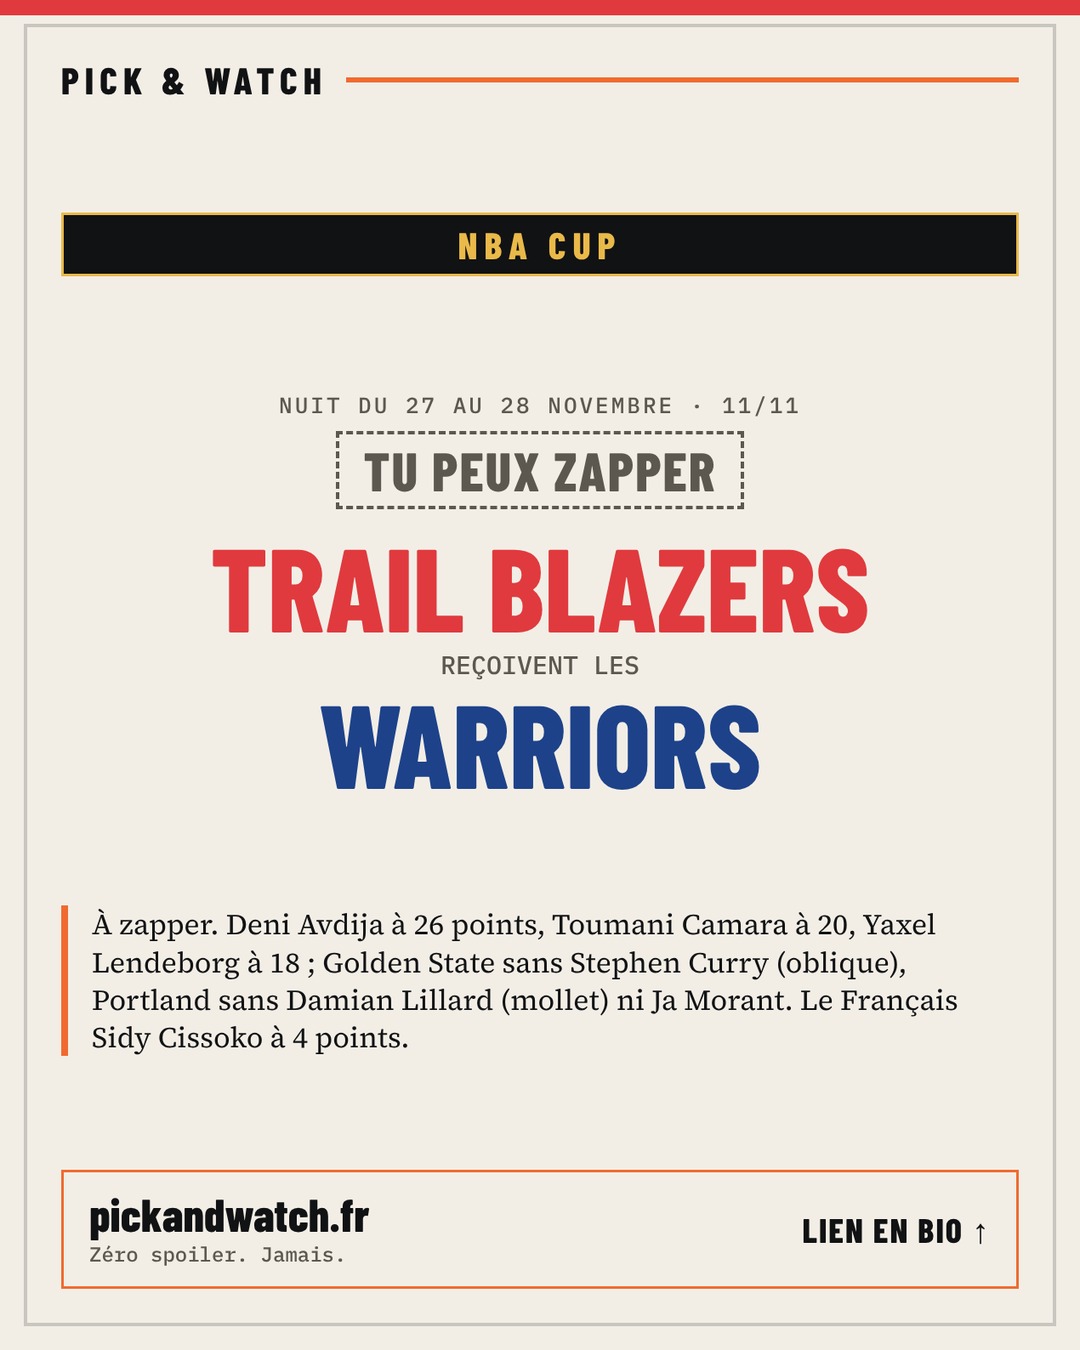 PICK & WATCH
NBA CUP
NUIT DU 27 AU 28 NOVEMBRE · 11/11
TU PEUX ZAPPER
TRAIL BLAZERS
REÇOIVENT LES
WARRIORS
À zapper. Deni Avdija à 26 points, Toumani Camara à 20, Yaxel
Lendeborg à 18 ; Golden State sans Stephen Curry (oblique),
Portland sans Damian Lillard (mollet) ni Ja Morant. Le Français
Sidy Cissoko à 4 points.
pickandwatch.fr
Zéro spoiler. Jamais.
LIEN EN BIO ↑